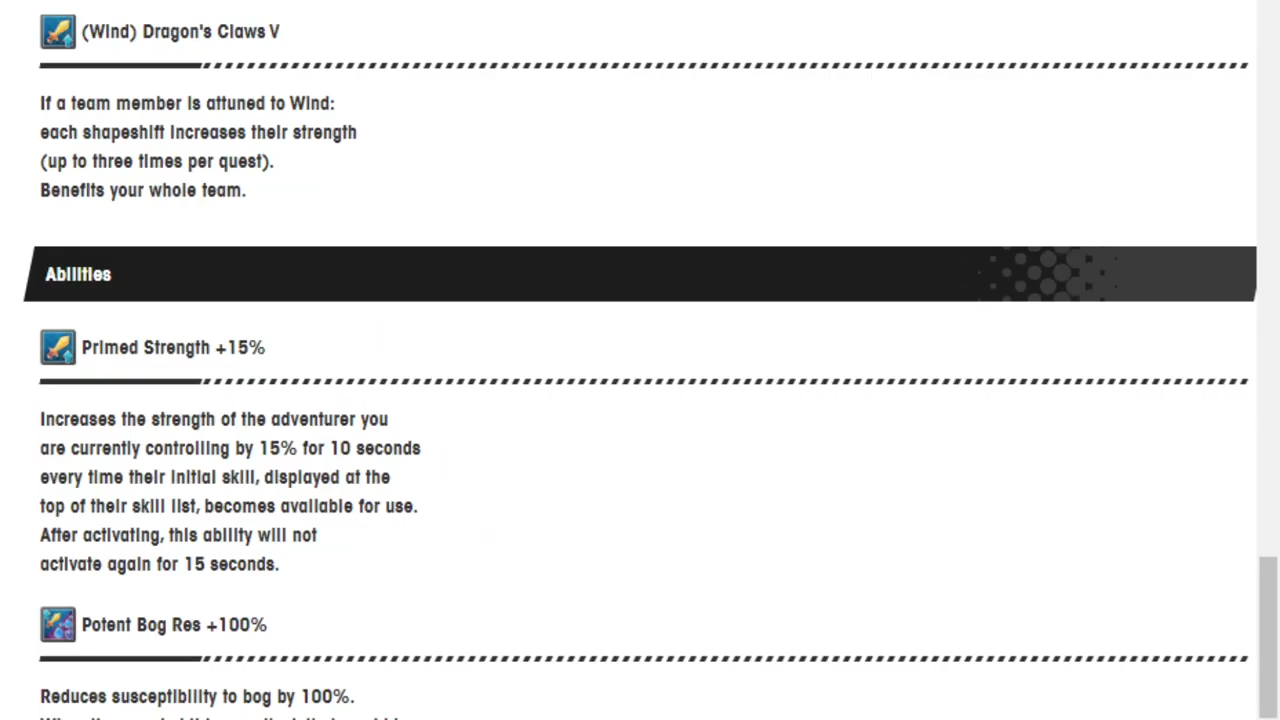 (Wind) Dragon's Claws V
If a team member is attuned to Wind:
each shapeshift increases their strength
(up to three times per quest).
Benefits your whole team.
Abilities
Primed Strength +15%
Increases the strength of the adventurer you
are currently controlling by 15% for 10 seconds
every time their initial skill, displayed at the
top of their skill list, becomes available for use.
After activating, this ability will not
activate again for 15 seconds.
Potent Bog Res +100%
Reduces susceptibility to bog by 100%.